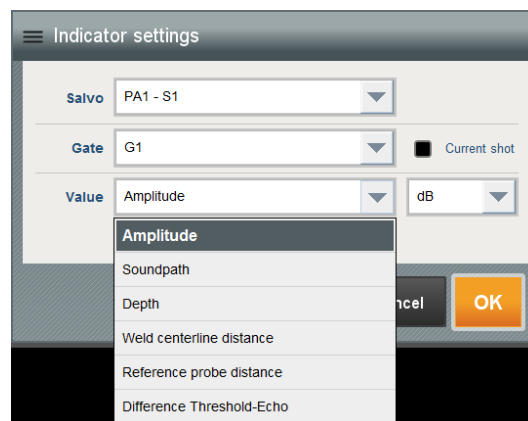 Indicator settings
Salvo PA1 - S1
Gate G1 Current shot
Value Amplitude dB
Amplitude
Soundpath
Depth
OK
Weld centerline distance
Reference probe distance
Difference Threshold-Echo